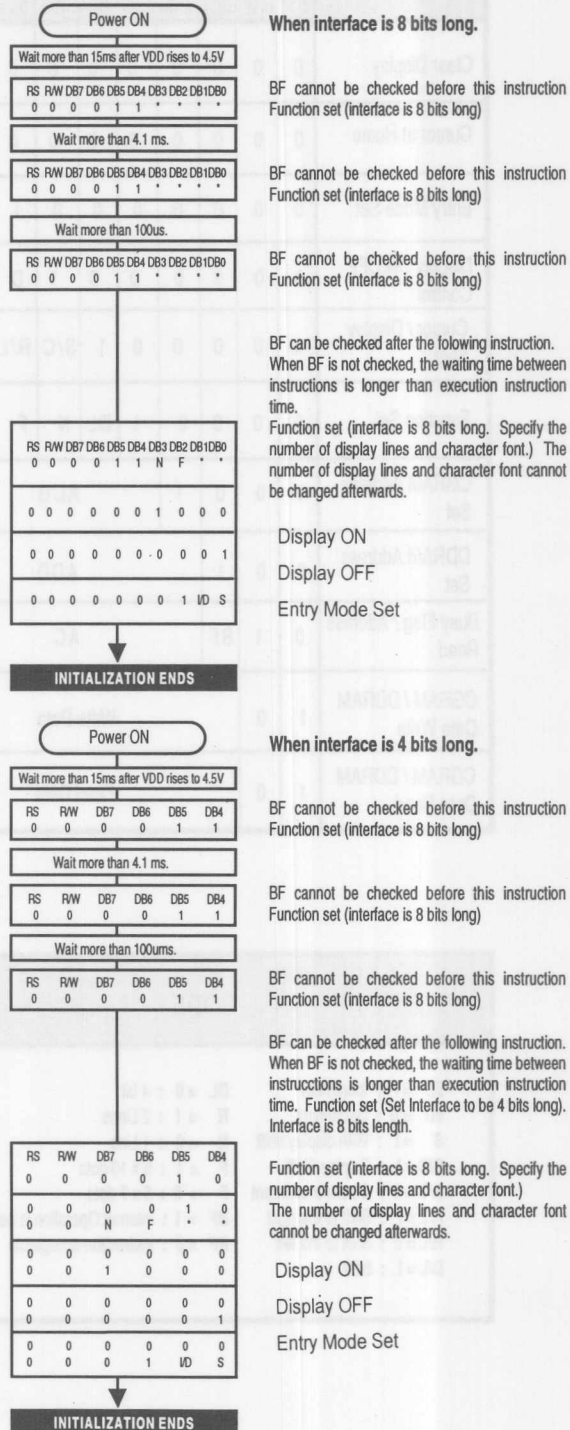 Power ON
When interface is 8 bits long.
Wait more than 15ms after VDD rises to 4.5V
RS R/W DB7 DB6 DB5 DB4 DB3 DB2 DB1DB0
0 0 0 0 1 1 * * * *
BF cannot be checked before this instruction
Function set (interface is 8 bits long)
Wait more than 4.1 ms.
RS R/W DB7 DB6 DB5 DB4 DB3 DB2 DB1DB0
0 0 0 0 1 1 * * * *
BF cannot be checked before this instruction
Function set (interface is 8 bits long)
Wait more than 100us.
RS R/W DB7 DB6 DB5 DB4 DB3 DB2 DB1DB0
0 0 0 0 1 1 * * * *
BF cannot be checked before this instruction
Function set (interface is 8 bits long)
BF can be checked after the folowing instruction.
When BF is not checked, the waiting time between
instructions is longer than execution instruction
time.
Function set (interface is 8 bits long. Specify the
number of display lines and character font.) The
number of display lines and character font cannot
be changed afterwards.
RS R/W DB7 DB6 DB5 DB4 DB3 DB2 DB1DB0
0 0 0 0 1 1 N F * *
0 0 0 0 0 0 1 0 0 0
Display ON
0 0 0 0 0 0 0 0 0 1
Display OFF
0 0 0 0 0 0 0 1 I/D S
Entry Mode Set
INITIALIZATION ENDS
Power ON
When interface is 4 bits long.
Wait more than 15ms after VDD rises to 4.5V
RS R/W DB7 DB6 DB5 DB4
0 0 0 0 1 1
BF cannot be checked before this instruction
Function set (interface is 8 bits long)
Wait more than 4.1 ms.
RS R/W DB7 DB6 DB5 DB4
0 0 0 0 1 1
BF cannot be checked before this instruction
Function set (interface is 8 bits long)
Wait more than 100ums.
RS R/W DB7 DB6 DB5 DB4
0 0 0 0 1 1
BF cannot be checked before this instruction
Function set (interface is 8 bits long)
BF can be checked after the following instruction.
When BF is not checked, the waiting time between
instrucctions is longer than execution instruction
time. Function set (Set Interface to be 4 bits long).
Interface is 8 bits length.
Function set (interface is 8 bits long. Specify the
number of display lines and character font.)
The number of display lines and character font
cannot be changed afterwards.
RS R/W DB7 DB6 DB5 DB4
0 0 0 0 1 0
0 0 0 0 1 0
0 0 N F * *
0 0 0 0 0 0
0 0 1 0 0 0
Display ON
0 0 0 0 0 0
0 0 0 0 0 1
Display OFF
0 0 0 0 0 0
0 0 0 1 I/D S
Entry Mode Set
INITIALIZATION ENDS